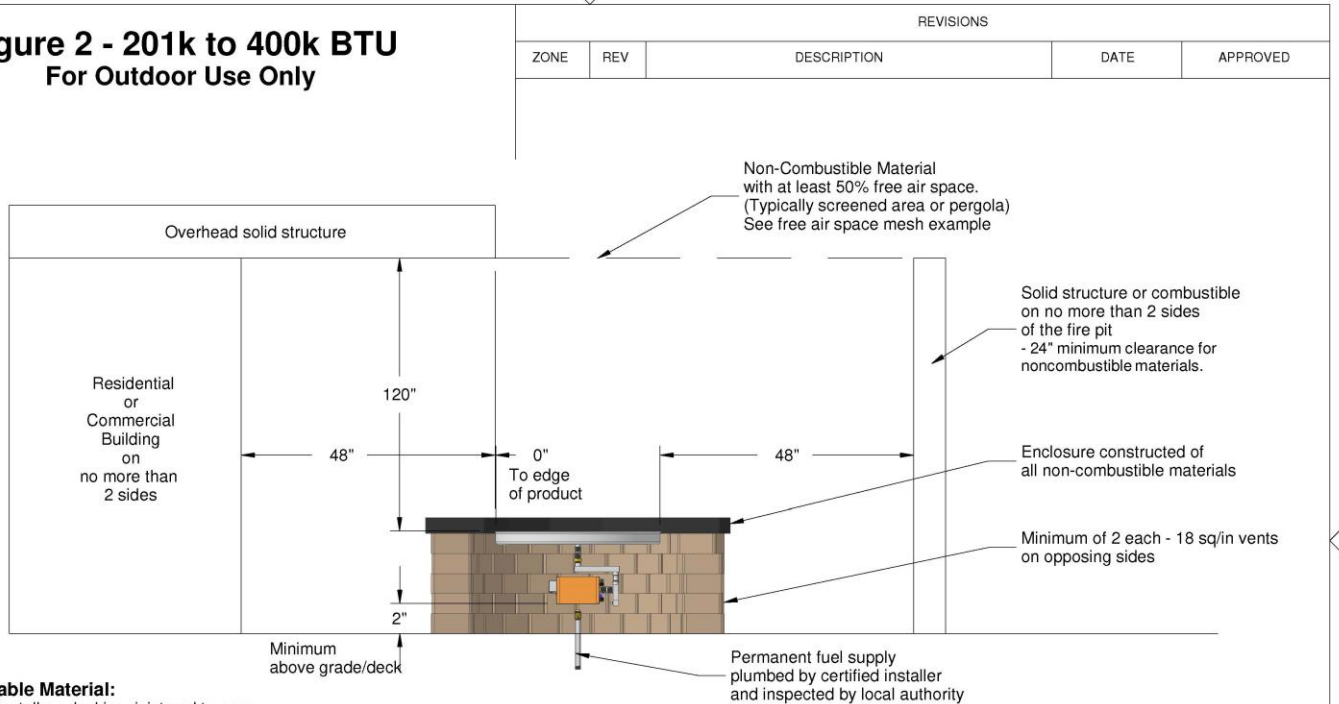 gure 2 - 201k to 400k BTU
For Outdoor Use Only
REVISIONS
ZONE REV DESCRIPTION DATE APPROVED
Non-Combustible Material
with at least 50% free air space.
(Typically screened area or pergola)
See free air space mesh example
Overhead solid structure
Solid structure or combustible
on no more than 2 sides
of the fire pit
- 24" minimum clearance for
noncombustible materials.
Residential
or
Commercial
Building
on
no more than
2 sides
120"
48"
0"
To edge
of product
48"
Enclosure constructed of
all non-combustible materials
Minimum of 2 each - 18 sq/in vents
on opposing sides
2"
Minimum
above grade/deck
Permanent fuel supply
plumbed by certified installer
and inspected by local authority
able Material: